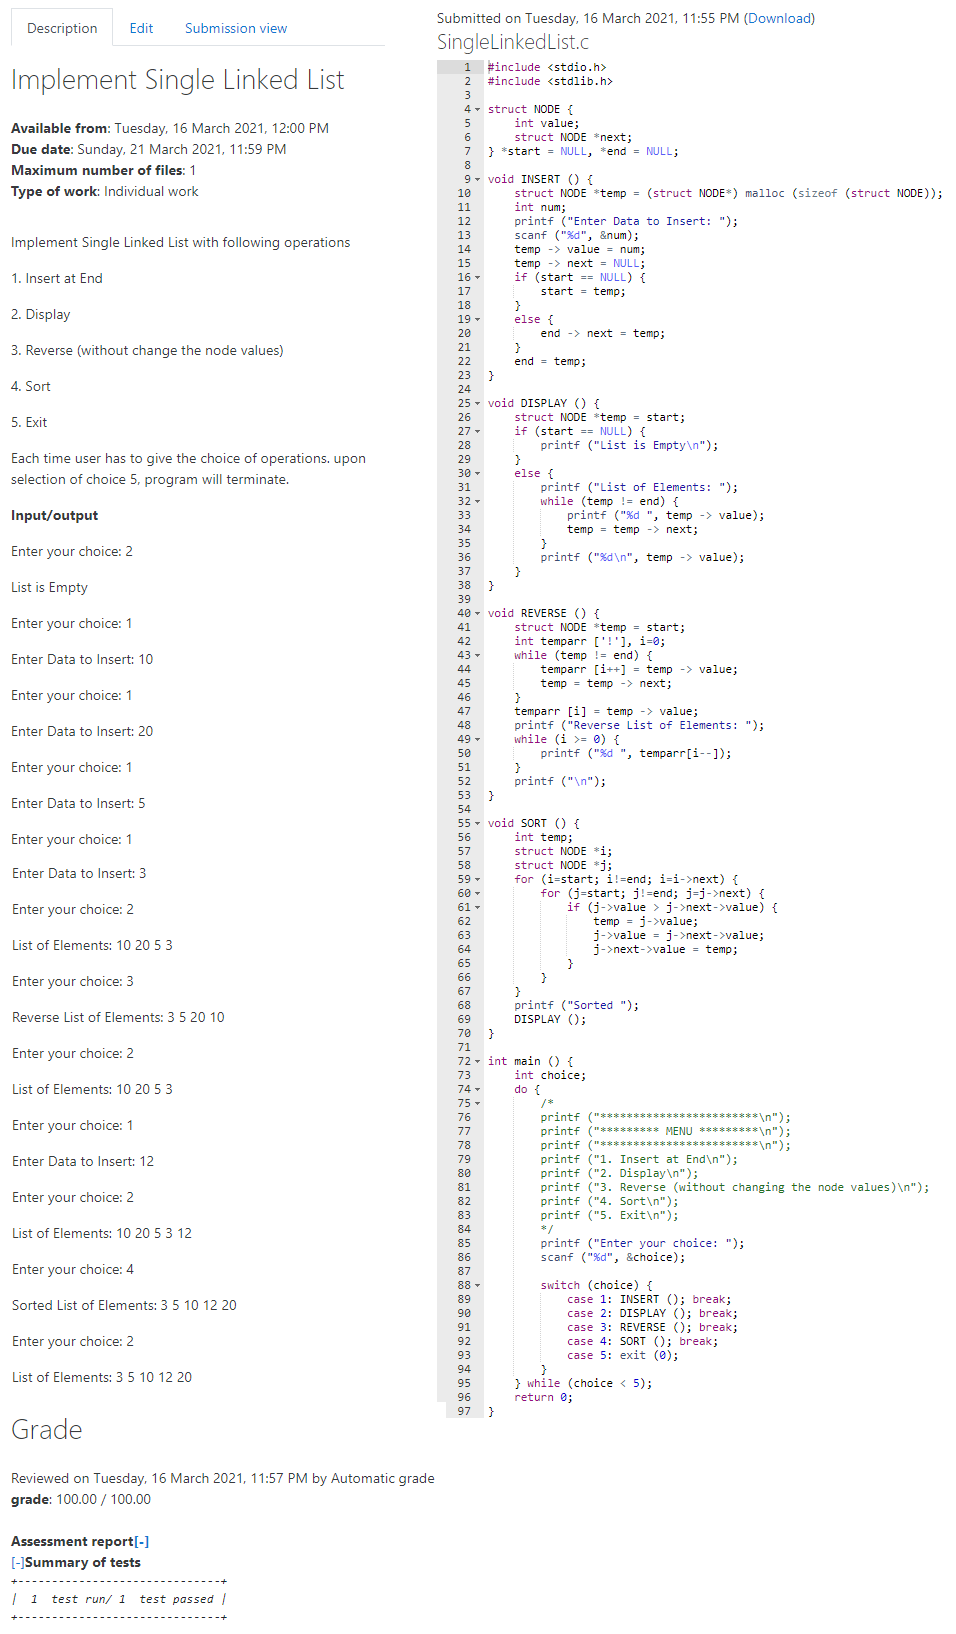 Description Edit Submission view
Implement Single Linked List
Available from: Tuesday, 16 March 2021, 12:00 PM
Due date: Sunday, 21 March 2021, 11:59 PM
Maximum number of files: 1
Type of work: Individual work
Implement Single Linked List with following operations
1. Insert at End
2. Display
3. Reverse (without change the node values)
4. Sort
5. Exit
Each time user has to give the choice of operations. upon
selection of choice 5, program will terminate.
Input/output
Enter your choice: 2
List is Empty
Enter your choice: 1
Enter Data to Insert: 10
Enter your choice: 1
Enter Data to Insert: 20
Enter your choice: 1
Enter Data to Insert: 5
Enter your choice: 1
Enter Data to Insert: 3
Enter your choice: 2
List of Elements: 10 20 5 3
Enter your choice: 3
Reverse List of Elements: 3 5 20 10
Enter your choice: 2
List of Elements: 10 20 5 3
Enter your choice: 1
Enter Data to Insert: 12
Enter your choice: 2
List of Elements: 10 20 5 3 12
Enter your choice: 4
Sorted List of Elements: 3 5 10 12 20
Enter your choice: 2
List of Elements: 3 5 10 12 20
Grade
Reviewed on Tuesday, 16 March 2021, 11:57 PM by Automatic grade
grade: 100.00 / 100.00
Assessment report[-]
[-]Summary of tests
+------------------------------+
| 1 test run/ 1 test passed |
+------------------------------+
Submitted on Tuesday, 16 March 2021, 11:55 PM (Download)
SingleLinkedList.c
1 #include <stdio.h>
2 #include <stdlib.h>
3
4 struct NODE {
5     int value;
6     struct NODE *next;
7 } *start = NULL, *end = NULL;
8
9 void INSERT () {
10     struct NODE *temp = (struct NODE*) malloc (sizeof (struct NODE));
11     int num;
12     printf ("Enter Data to Insert: ");
13     scanf ("%d", &num);
14     temp -> value = num;
15     temp -> next = NULL;
16     if (start == NULL) {
17         start = temp;
18     }
19     else {
20         end -> next = temp;
21     }
22     end = temp;
23 }
24
25 void DISPLAY () {
26     struct NODE *temp = start;
27     if (start == NULL) {
28         printf ("List is Empty\n");
29     }
30     else {
31         printf ("List of Elements: ");
32         while (temp != end) {
33             printf ("%d ", temp -> value);
34             temp = temp -> next;
35         }
36         printf ("%d\n", temp -> value);
37     }
38 }
39
40 void REVERSE () {
41     struct NODE *temp = start;
42     int temparr ['!'], i=0;
43     while (temp != end) {
44         temparr [i++] = temp -> value;
45         temp = temp -> next;
46     }
47     temparr [i] = temp -> value;
48     printf ("Reverse List of Elements: ");
49     while (i >= 0) {
50         printf ("%d ", temparr[i--]);
51     }
52     printf ("\n");
53 }
54
55 void SORT () {
56     int temp;
57     struct NODE *i;
58     struct NODE *j;
59     for (i=start; i!=end; i=i->next) {
60         for (j=start; j!=end; j=j->next) {
61             if (j->value > j->next->value) {
62                 temp = j->value;
63                 j->value = j->next->value;
64                 j->next->value = temp;
65             }
66         }
67     }
68     printf ("Sorted ");
69     DISPLAY ();
70 }
71
72 int main () {
73     int choice;
74     do {
75         /*
76         printf ("************************\n");
77         printf ("********* MENU *********\n");
78         printf ("************************\n");
79         printf ("1. Insert at End\n");
80         printf ("2. Display\n");
81         printf ("3. Reverse (without changing the node values)\n");
82         printf ("4. Sort\n");
83         printf ("5. Exit\n");
84         */
85         printf ("Enter your choice: ");
86         scanf ("%d", &choice);
87
88         switch (choice) {
89             case 1: INSERT (); break;
90             case 2: DISPLAY (); break;
91             case 3: REVERSE (); break;
92             case 4: SORT (); break;
93             case 5: exit (0);
94         }
95     } while (choice < 5);
96     return 0;
97 }